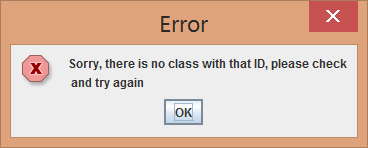 Error
Sorry, there is no class with that ID, please check
and try again
OK